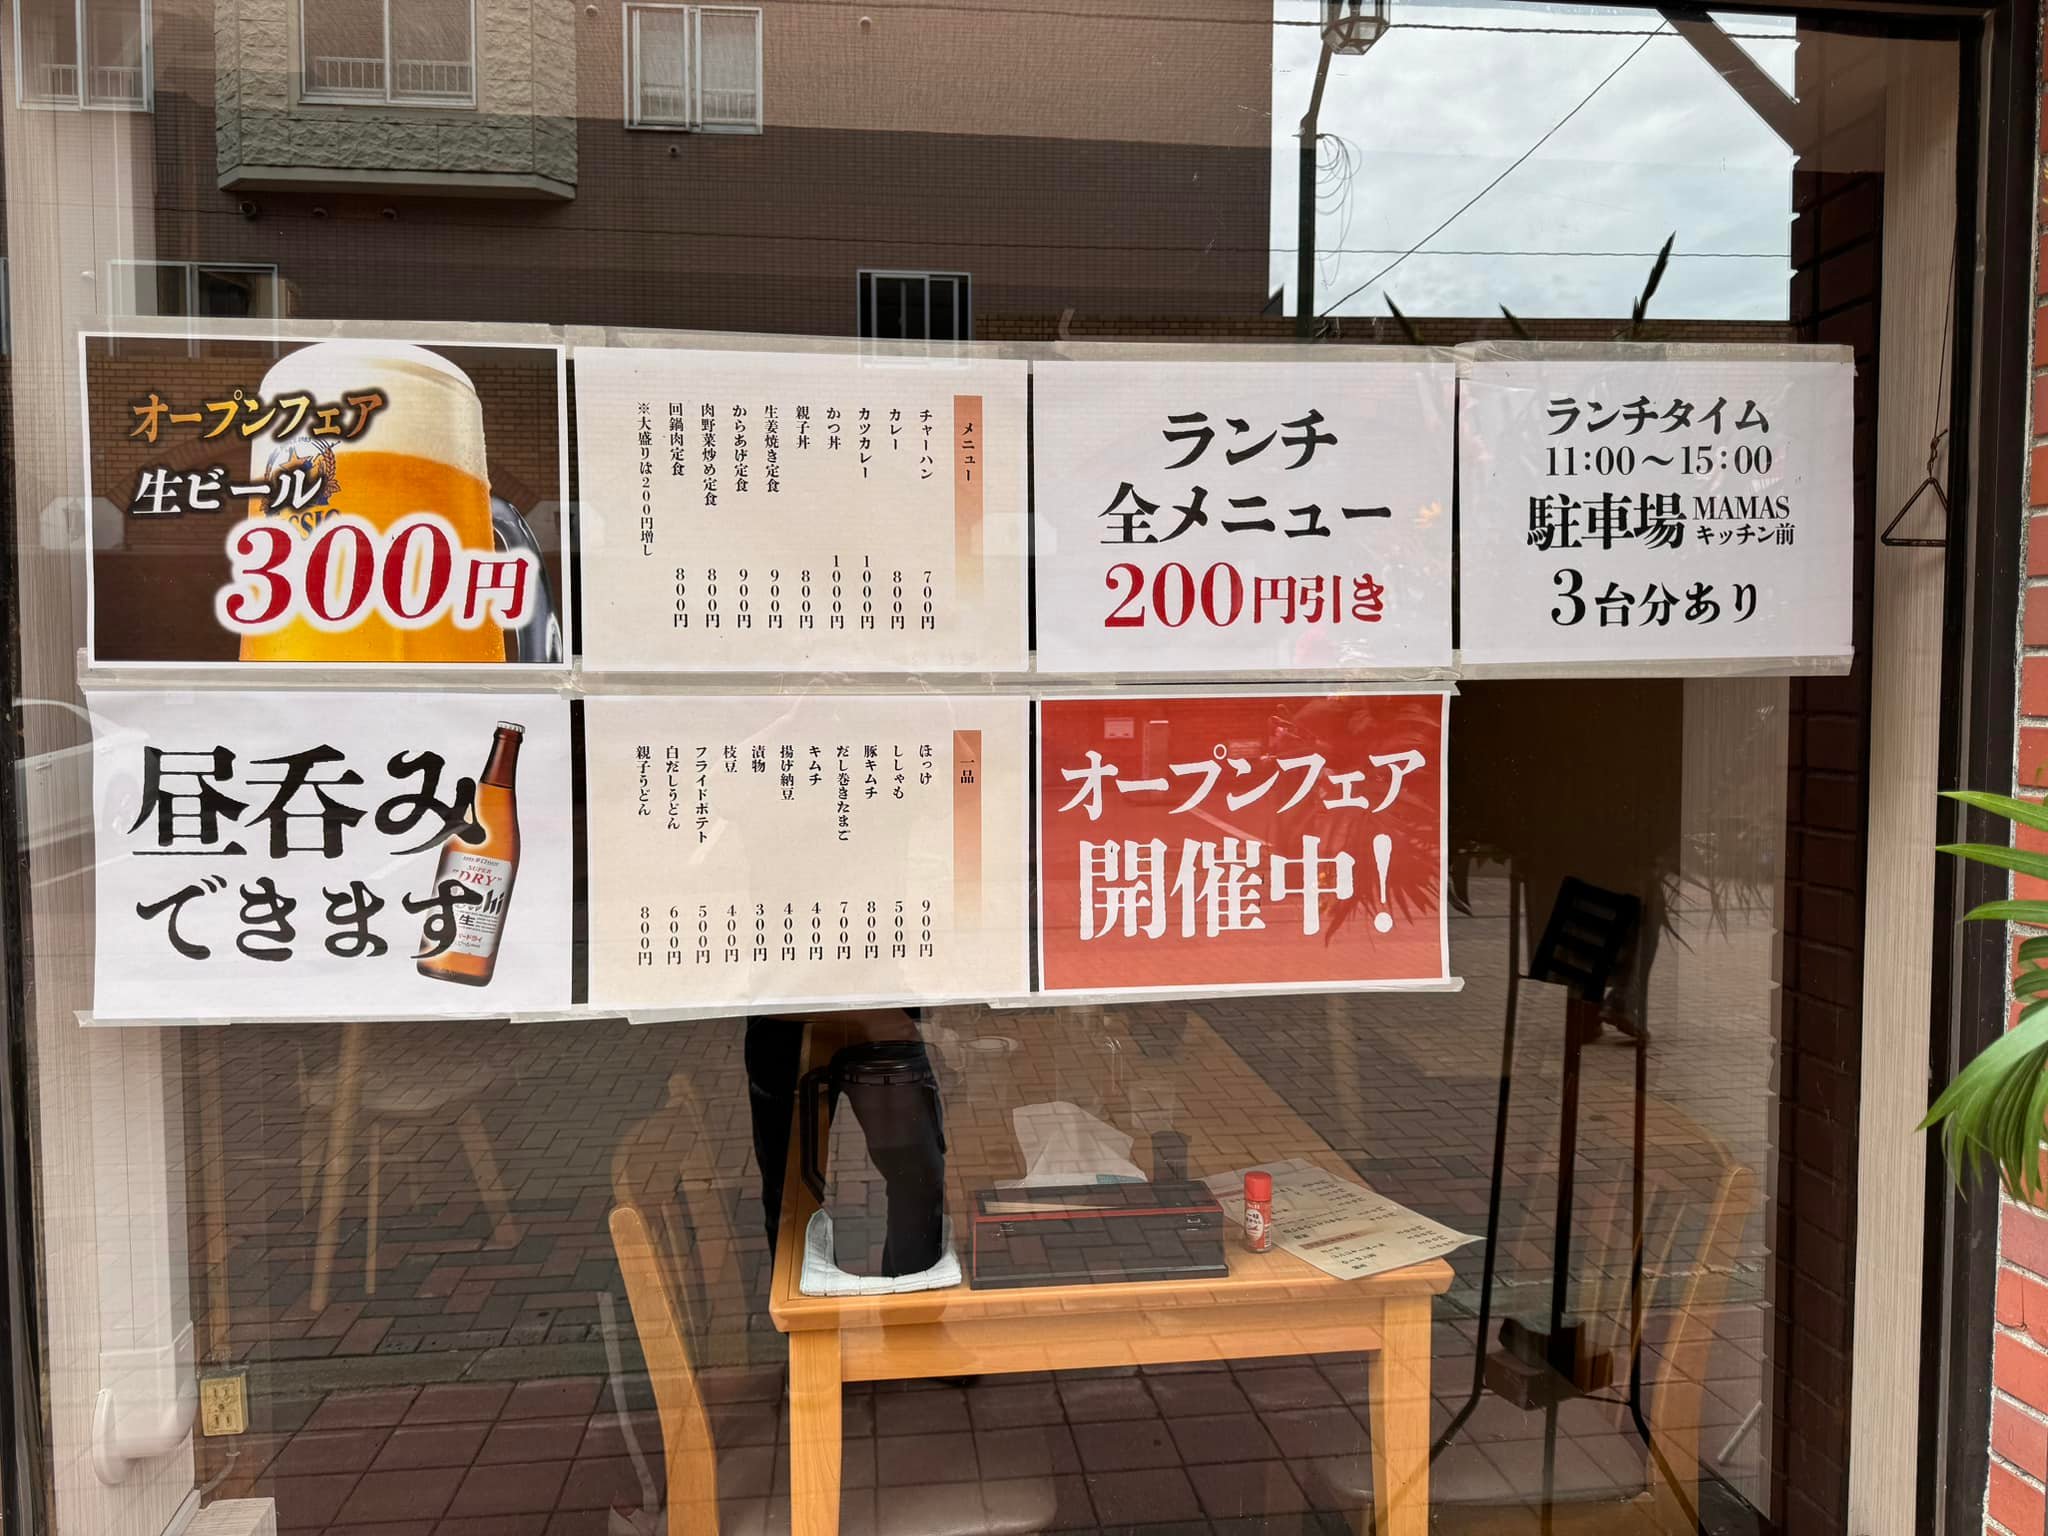 オープンフェア
生ビール
300円
メニュー
チャーハン 700円
カレー 800円
カツカレー 1000円
かつ丼 1000円
親子丼 800円
生姜焼き定食 900円
からあげ定食 900円
肉野菜炒め定食 800円
回鍋肉定食 800円
※大盛りは200円増し
ランチ
全メニュー
200円引き
ランチタイム
11:00〜15:00
駐車場 MAMAS
キッチン前
3台分あり
昼呑み
できます
SUPER
"DRY"
生
一品
ほっけ 900円
ししゃも 500円
豚キムチ 800円
だし巻きたまご 700円
キムチ 400円
揚げ納豆 400円
漬物 300円
枝豆 400円
フライドポテト 500円
白だしうどん 600円
親子うどん 800円
オープンフェア
開催中!